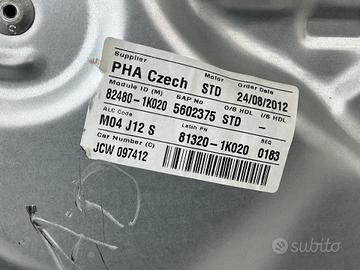 Supplier Motor Order Date
PHA Czech STD 24/08/2012
Module ID (M) SAP No O/S HDL I/S HDL
82480-1K020 5602375 STD –
ALC Code Latch PN SEQ
M04 J12 S 81320-1K020 0183
Car Number (C)
JCW 097412
subito